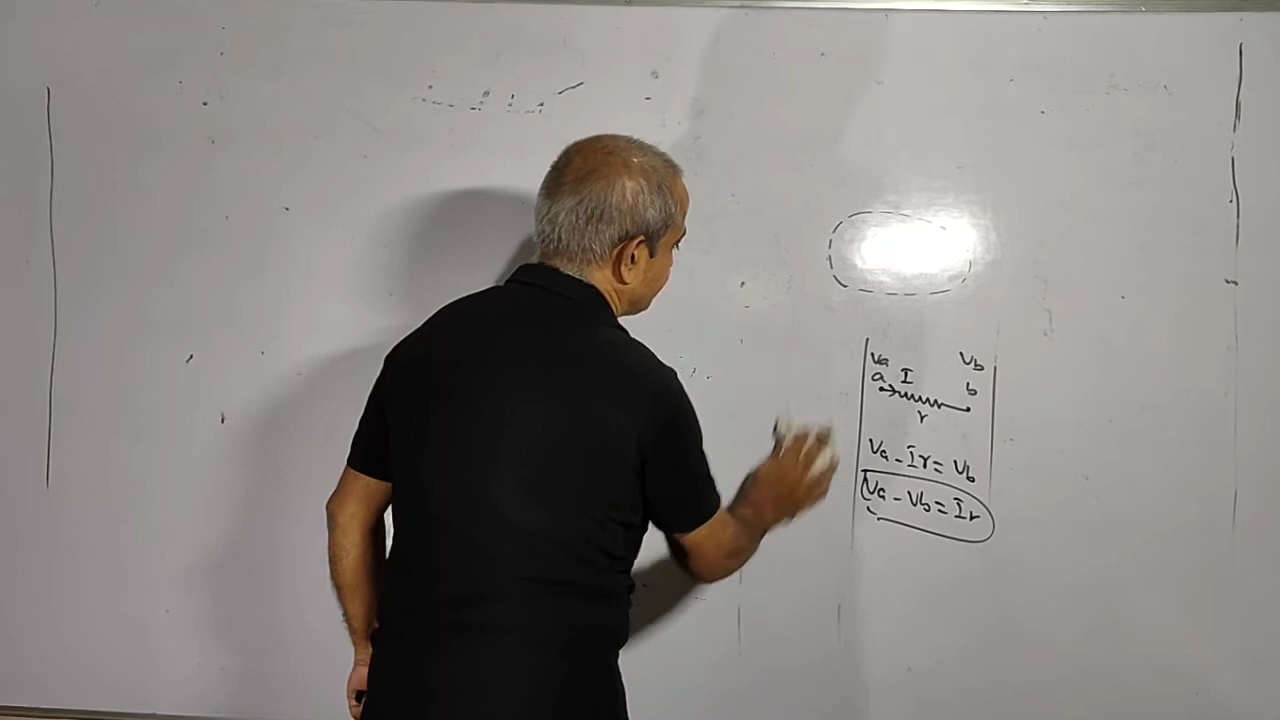 Va Vb
a I b
r
Va - Ir = Vb
Va - Vb = Ir